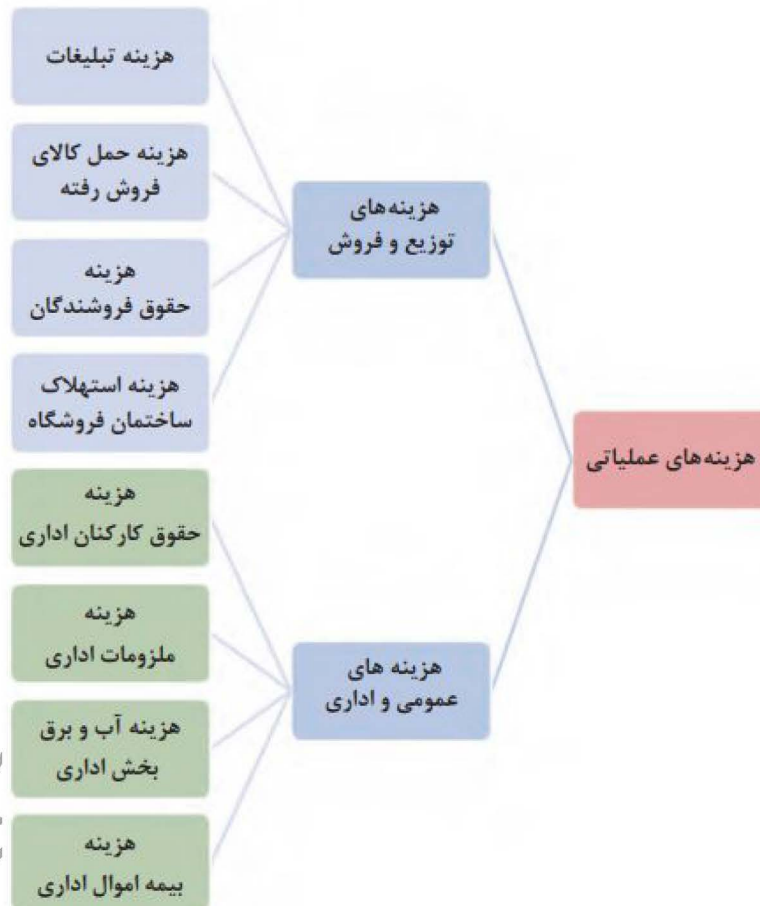 هزینه‌های عملیاتی
هزینه‌های
توزیع و فروش
هزینه تبلیغات
هزینه حمل کالای
فروش رفته
هزینه
حقوق فروشندگان
هزینه استهلاک
ساختمان فروشگاه
هزینه های
عمومی و اداری
هزینه
حقوق کارکنان اداری
هزینه
ملزومات اداری
هزینه آب و برق
بخش اداری
هزینه
بیمه اموال اداری